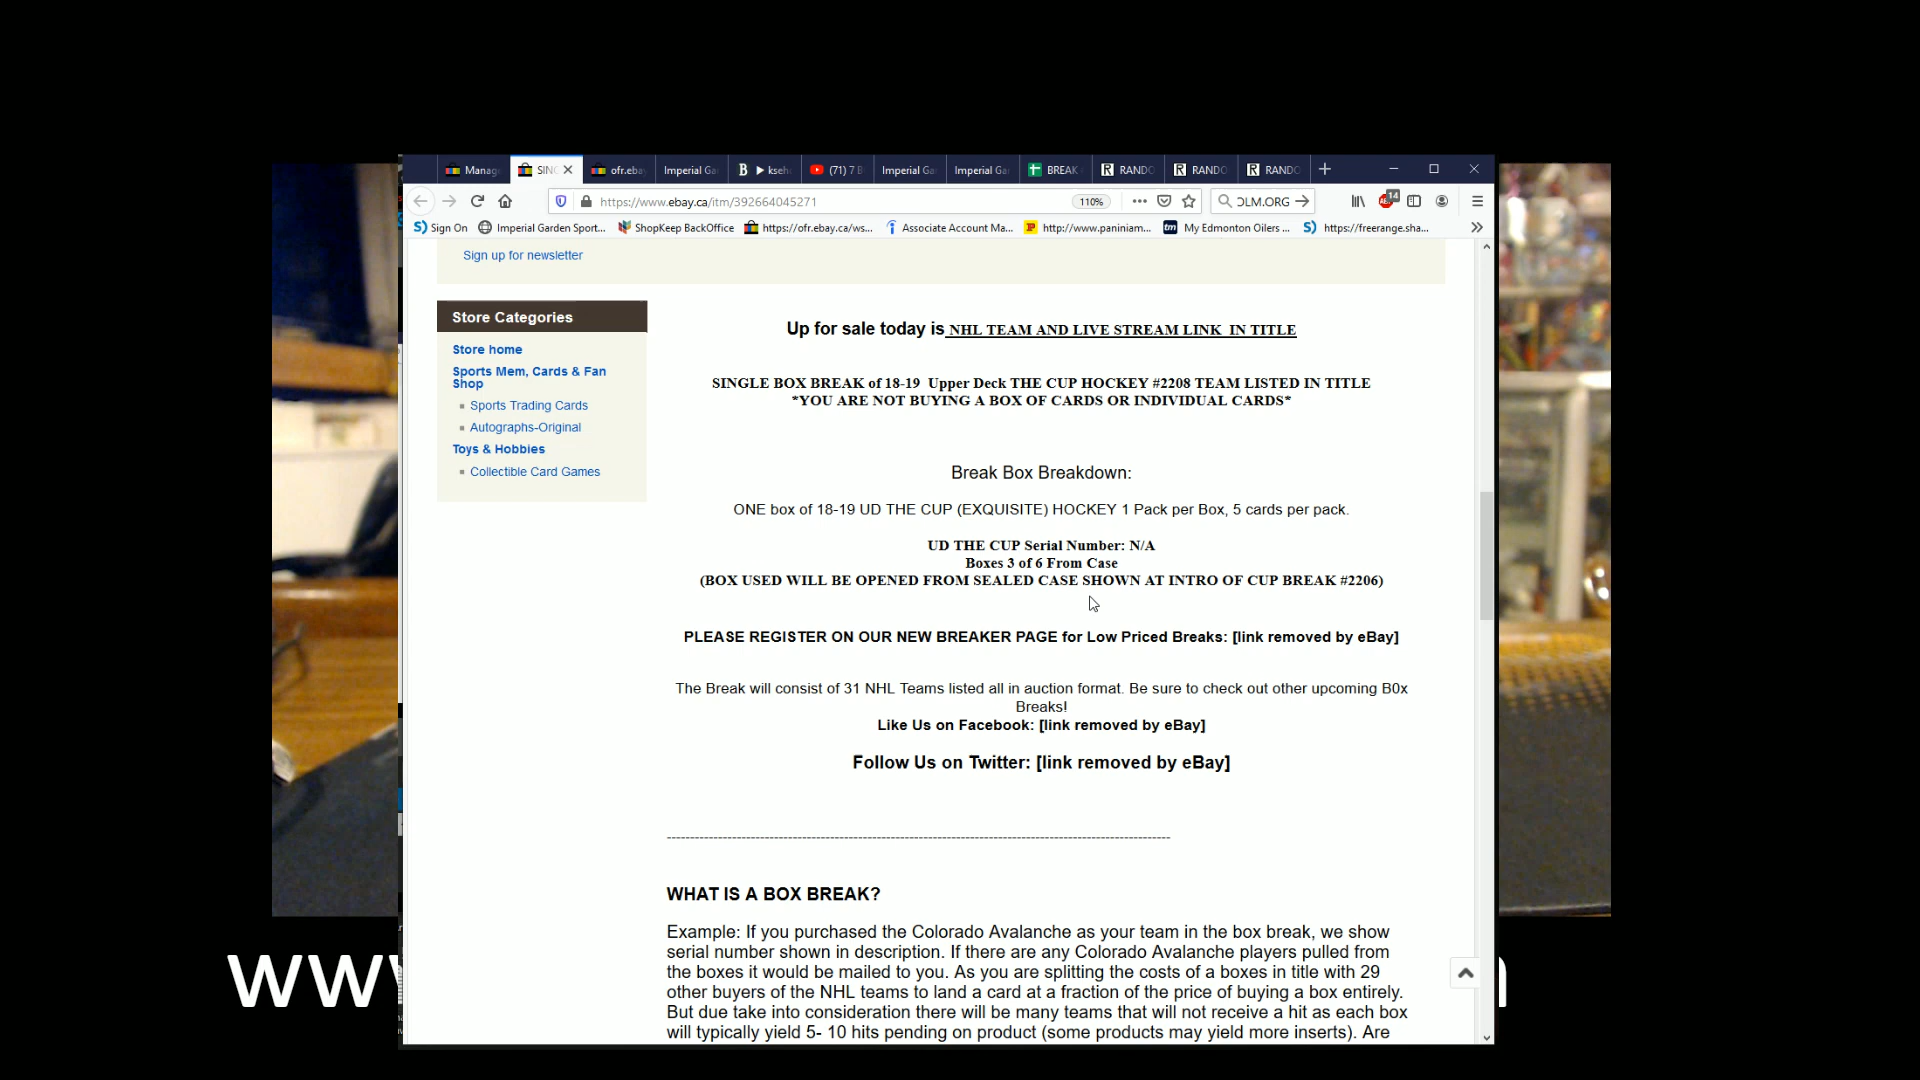 Manag
SING
ofr.eba
Imperial Ga
▶ kseh
(71) 7 B
Imperial Ga
Imperial Ga
BREAK
RANDO
RANDO
RANDO
https://www.ebay.ca/itm/392664045271
110%
OLM.ORG
14
Sign On
Imperial Garden Sport...
ShopKeep BackOffice
https://ofr.ebay.ca/ws...
Associate Account Ma...
http://www.paniniam...
My Edmonton Oilers ...
https://freerange.sha...
Sign up for newsletter
Store Categories
Store home
Sports Mem, Cards & Fan
Shop
Sports Trading Cards
Autographs-Original
Toys & Hobbies
Collectible Card Games
Up for sale today is NHL TEAM AND LIVE STREAM LINK IN TITLE
SINGLE BOX BREAK of 18-19 Upper Deck THE CUP HOCKEY #2208 TEAM LISTED IN TITLE
*YOU ARE NOT BUYING A BOX OF CARDS OR INDIVIDUAL CARDS*
Break Box Breakdown:
ONE box of 18-19 UD THE CUP (EXQUISITE) HOCKEY 1 Pack per Box, 5 cards per pack.
UD THE CUP Serial Number: N/A
Boxes 3 of 6 From Case
(BOX USED WILL BE OPENED FROM SEALED CASE SHOWN AT INTRO OF CUP BREAK #2206)
PLEASE REGISTER ON OUR NEW BREAKER PAGE for Low Priced Breaks: [link removed by eBay]
The Break will consist of 31 NHL Teams listed all in auction format. Be sure to check out other upcoming B0x
Breaks!
Like Us on Facebook: [link removed by eBay]
Follow Us on Twitter: [link removed by eBay]
WHAT IS A BOX BREAK?
Example: If you purchased the Colorado Avalanche as your team in the box break, we show
serial number shown in description. If there are any Colorado Avalanche players pulled from
the boxes it would be mailed to you. As you are splitting the costs of a boxes in title with 29
other buyers of the NHL teams to land a card at a fraction of the price of buying a box entirely.
But due take into consideration there will be many teams that will not receive a hit as each box
will typically yield 5- 10 hits pending on product (some products may yield more inserts). Are
www